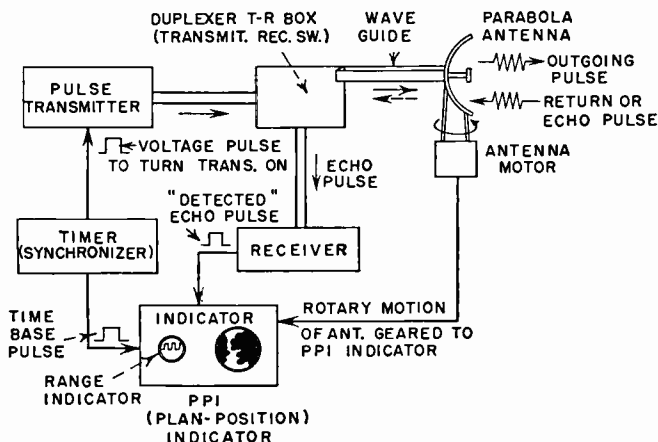 DUPLEXER T-R BOX
(TRANSMIT. REC. SW.)
WAVE
GUIDE
PARABOLA
ANTENNA
PULSE
TRANSMITTER
OUTGOING
PULSE
RETURN OR
ECHO PULSE
VOLTAGE PULSE
TO TURN TRANS. ON
ECHO
PULSE
ANTENNA
MOTOR
"DETECTED"
ECHO PULSE
TIMER
(SYNCHRONIZER)
RECEIVER
TIME
BASE
PULSE
INDICATOR
ROTARY MOTION
OF ANT. GEARED TO
PPI INDICATOR
RANGE
INDICATOR
PPI
(PLAN-POSITION)
INDICATOR